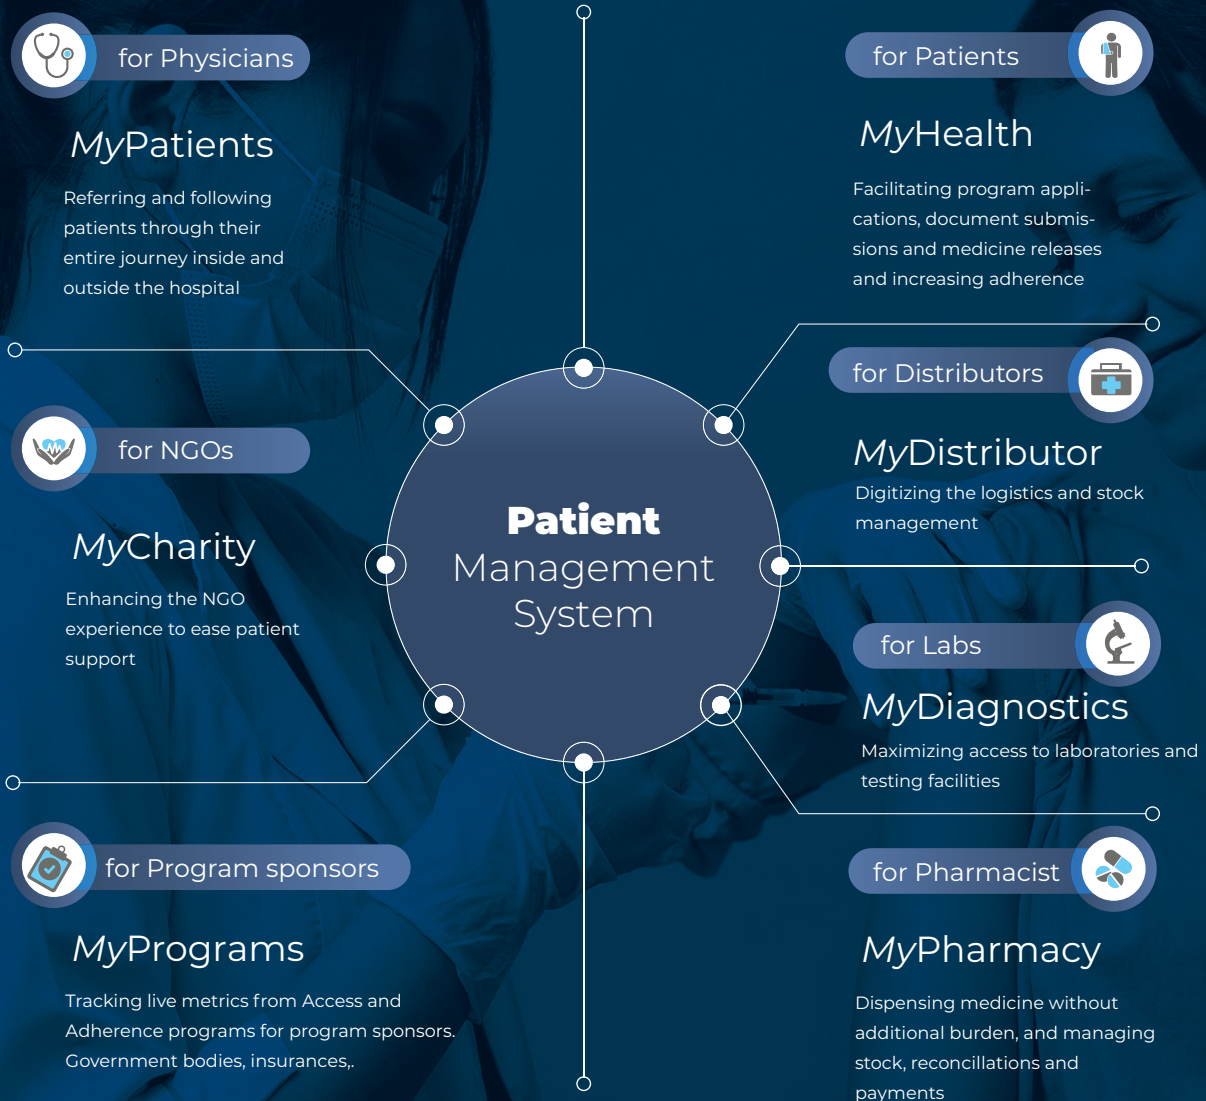 for Physicians
MyPatients
Referring and following
patients through their
entire journey inside and
outside the hospital
for NGOs
MyCharity
Enhancing the NGO
experience to ease patient
support
for Program sponsors
MyPrograms
Tracking live metrics from Access and
Adherence programs for program sponsors.
Government bodies, insurances,.
Patient
Management
System
for Patients
MyHealth
Facilitating program appli-
cations, document submis-
sions and medicine releases
and increasing adherence
for Distributors
MyDistributor
Digitizing the logistics and stock
management
for Labs
MyDiagnostics
Maximizing access to laboratories and
testing facilities
for Pharmacist
MyPharmacy
Dispensing medicine without
additional burden, and managing
stock, reconcillations and
payments